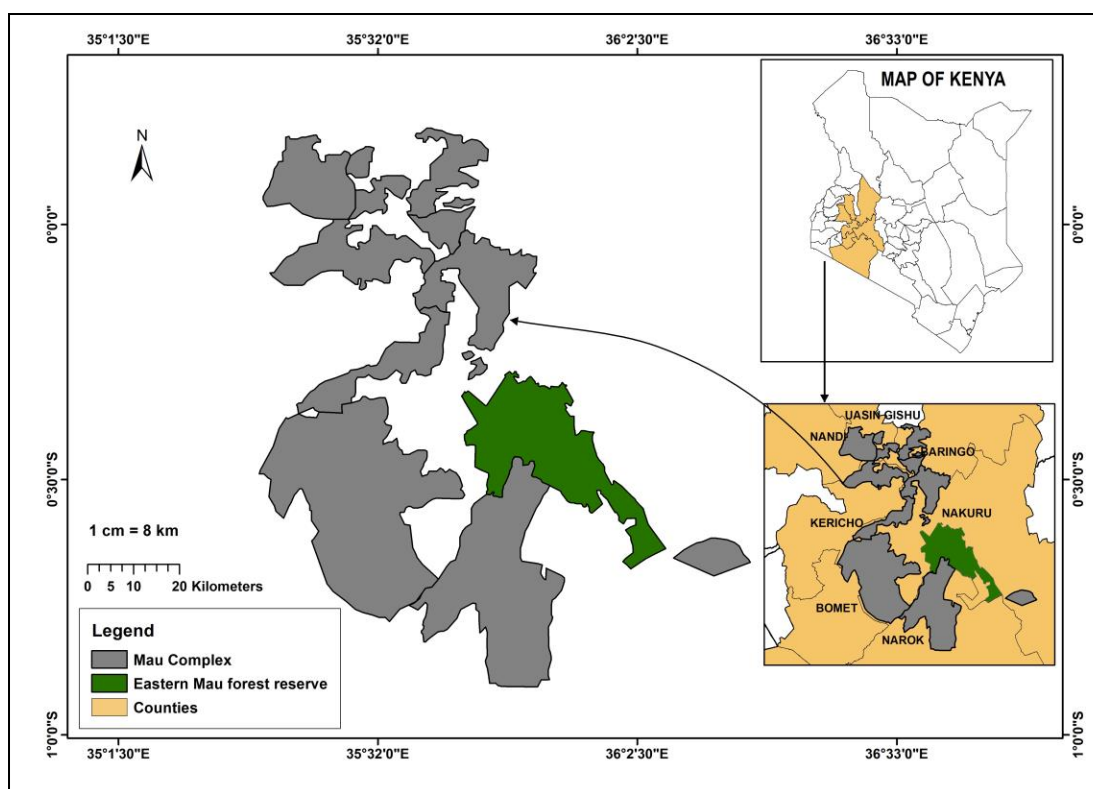 35°1'30"E 35°32'0"E 36°2'30"E 36°33'0"E
MAP OF KENYA
N
0°0'0"
0°0'0"
UASIN GISHU
NANDI
BARINGO
0°30'0"S
0°30'0"S
NAKURU
KERICHO
1 cm = 8 km
0 5 10 20 Kilometers
BOMET
NAROK
Legend
Mau Complex
Eastern Mau forest reserve
Counties
1°0'0"S
1°0'0"S
35°1'30"E 35°32'0"E 36°2'30"E 36°33'0"E